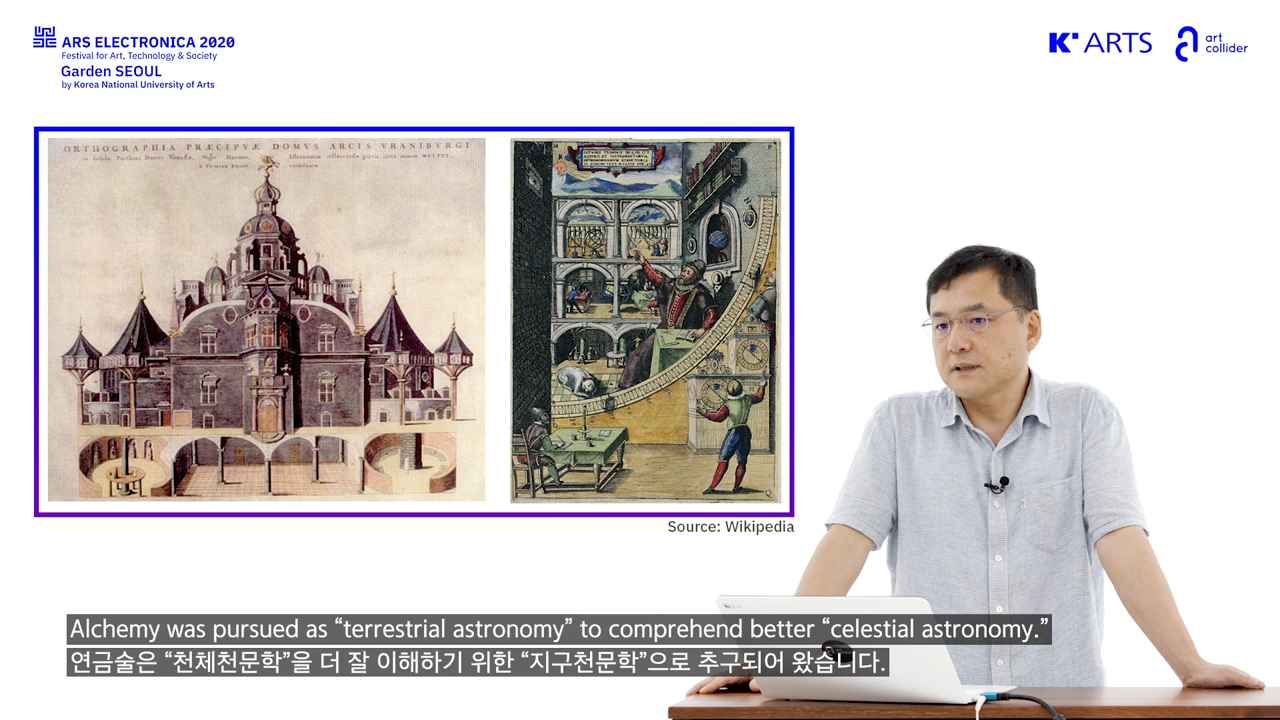 ARS ELECTRONICA 2020
Festival for Art, Technology & Society
Garden SEOUL
by Korea National University of Arts
K'ARTS
art
collider
ORTHOGRAPHIA PRÆCIPVÆ DOMVS ARCIS VRANIBVRGI
Source: Wikipedia
Alchemy was pursued as “terrestrial astronomy” to comprehend better “celestial astronomy.”
연금술은 “천체천문학”을 더 잘 이해하기 위한 “지구천문학”으로 추구되어 왔습니다.